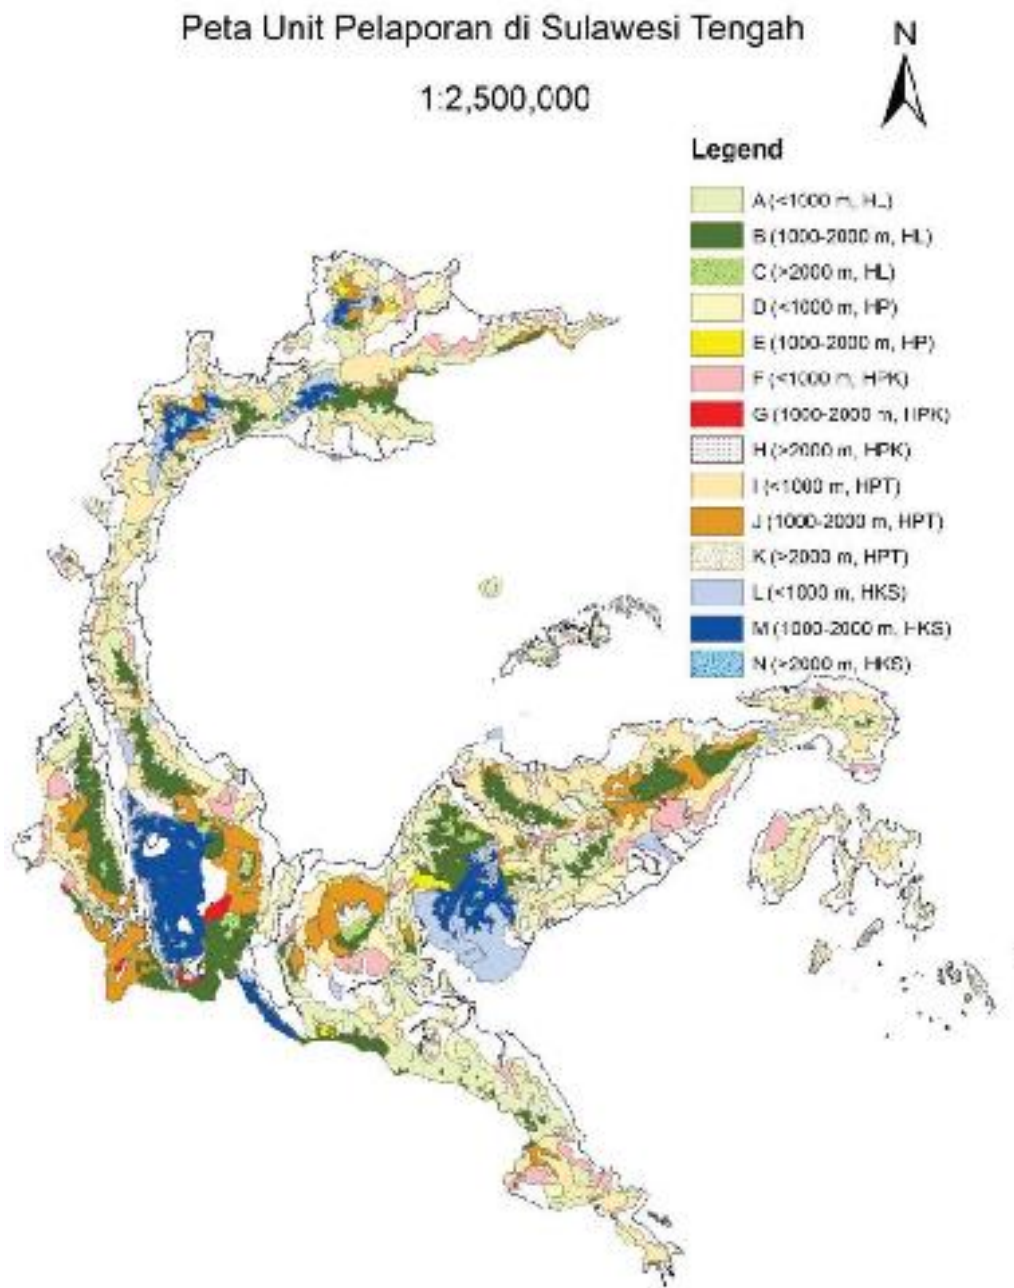 Peta Unit Pelaporan di Sulawesi Tengah
N
1:2,500,000
Legend
A (<1000 m, HL)
B (1000-2000 m, HL)
C (>2000 m, HL)
D (<1000 m, HP)
E (1000-2000 m, HP)
F (<1000 m, HPK)
G (1000-2000 m, HPK)
H (>2000 m, HPK)
I (<1000 m, HPT)
J (1000-2000 m, HPT)
K (>2000 m, HPT)
L (<1000 m, HKS)
M (1000-2000 m, HKS)
N (>2000 m, HKS)